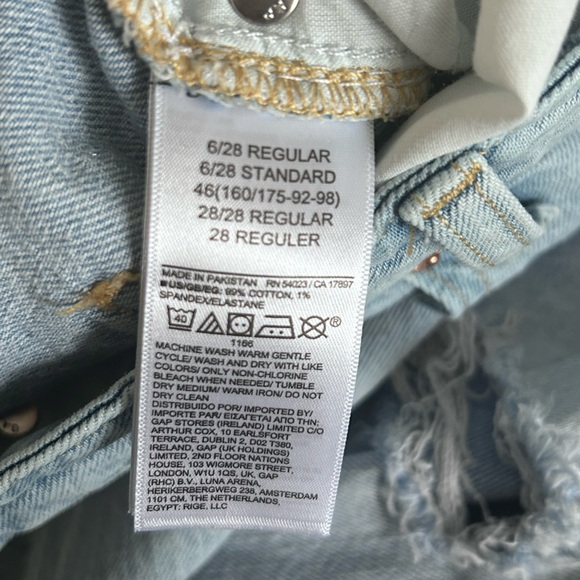 6/28 REGULAR
6/28 STANDARD
46(160/175-92-98)
28/28 REGULAR
28 REGULER
MADE IN PAKISTAN RN 54023 / CA 17897
■US/GB/EG: 99% COTTON, 1%
SPANDEX/ELASTANE
40 ®
1166
MACHINE WASH WARM GENTLE
CYCLE/ WASH AND DRY WITH LIKE
COLORS/ ONLY NON-CHLORINE
BLEACH WHEN NEEDED/ TUMBLE
DRY MEDIUM/ WARM IRON/ DO NOT
DRY CLEAN
DISTRIBUIDO POR/ IMPORTED BY/
IMPORTE PAR/ ΕΙΣΑΓΕΤΑΙ ΑΠΟ ΤΗΝ:
GAP STORES (IRELAND) LIMITED C/O
ARTHUR COX, 10 EARLSFORT
TERRACE, DUBLIN 2, D02 T380,
IRELAND, GAP (UK HOLDINGS)
LIMITED, 2ND FLOOR NATIONS
HOUSE, 103 WIGMORE STREET,
LONDON, W1U 1QS, UK, GAP
(RHC) B.V., LUNA ARENA,
HERIKERBERGWEG 238, AMSTERDAM
1101 CM, THE NETHERLANDS,
EGYPT: RIGE, LLC